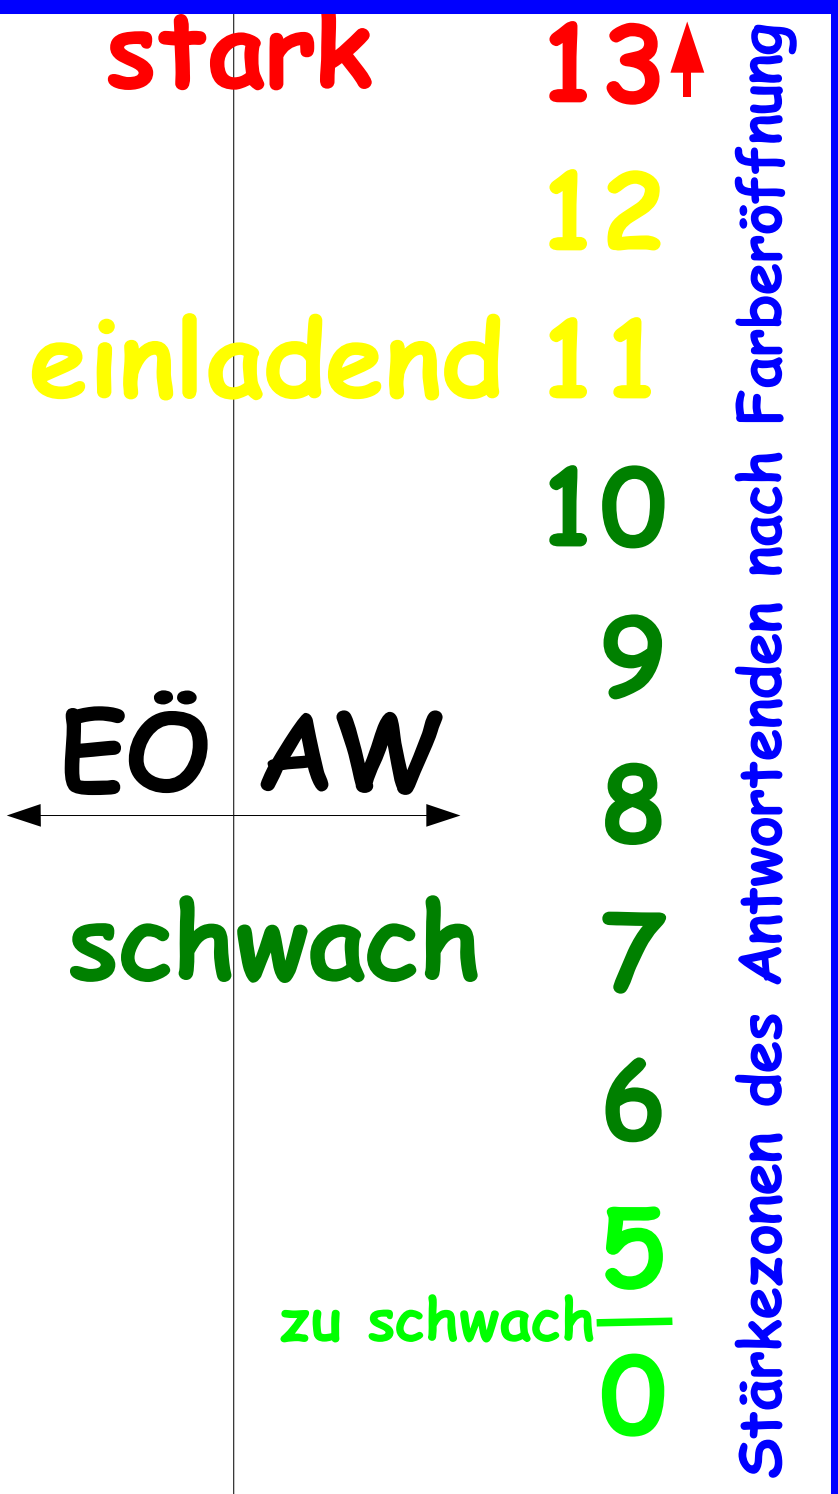 stark 13
12
einladend 11
10
9
EÖ AW
8
schwach 7
6
5
zu schwach
0
Stärkezonen des Antwortenden nach Farberöffnung